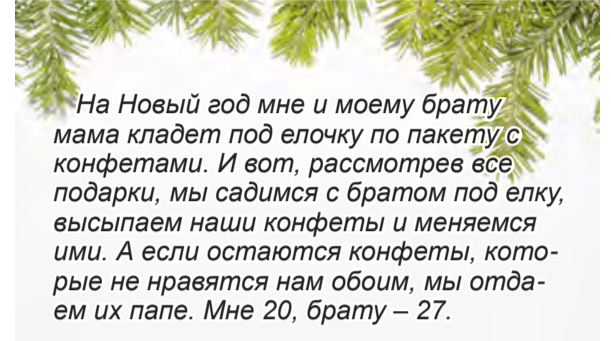 На Новый год мне и моему брату
мама кладет под елочку по пакету с
конфетами. И вот, рассмотрев все
подарки, мы садимся с братом под елку,
высыпаем наши конфеты и меняемся
ими. А если остаются конфеты, кото-
рые не нравятся нам обоим, мы отда-
ем их папе. Мне 20, брату – 27.